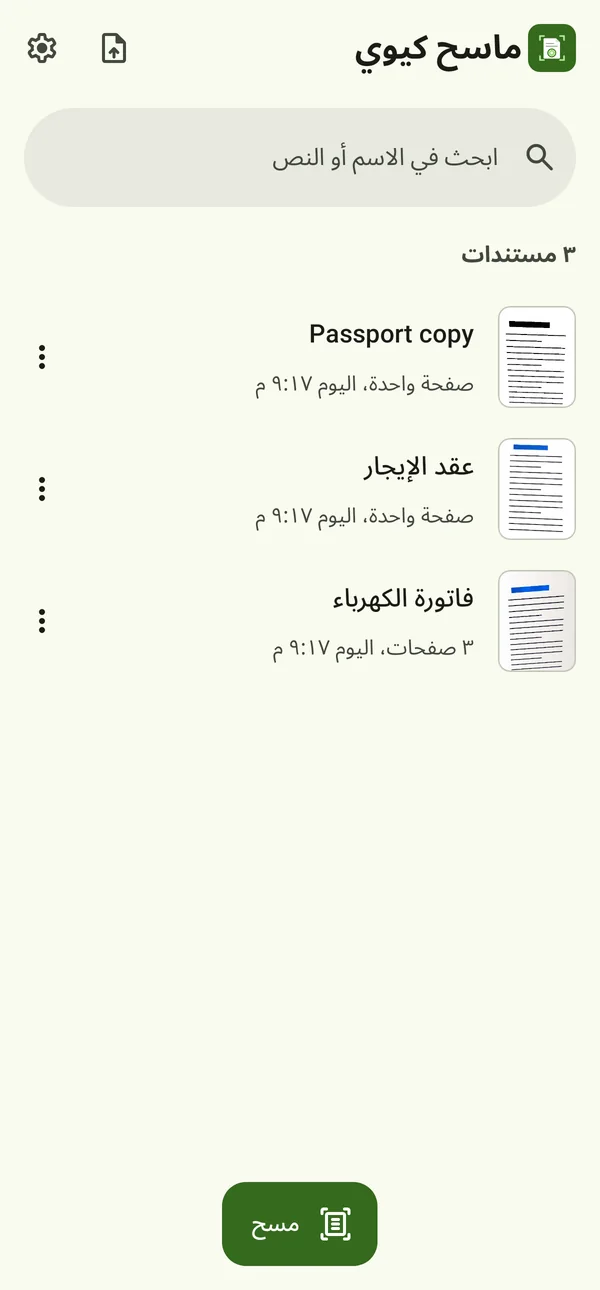 ماسح كيوي
ابحث في الاسم أو النص
٣ مستندات
Passport copy
صفحة واحدة، اليوم ٩:١٧ م
عقد الإيجار
صفحة واحدة، اليوم ٩:١٧ م
فاتورة الكهرباء
٣ صفحات، اليوم ٩:١٧ م
مسح